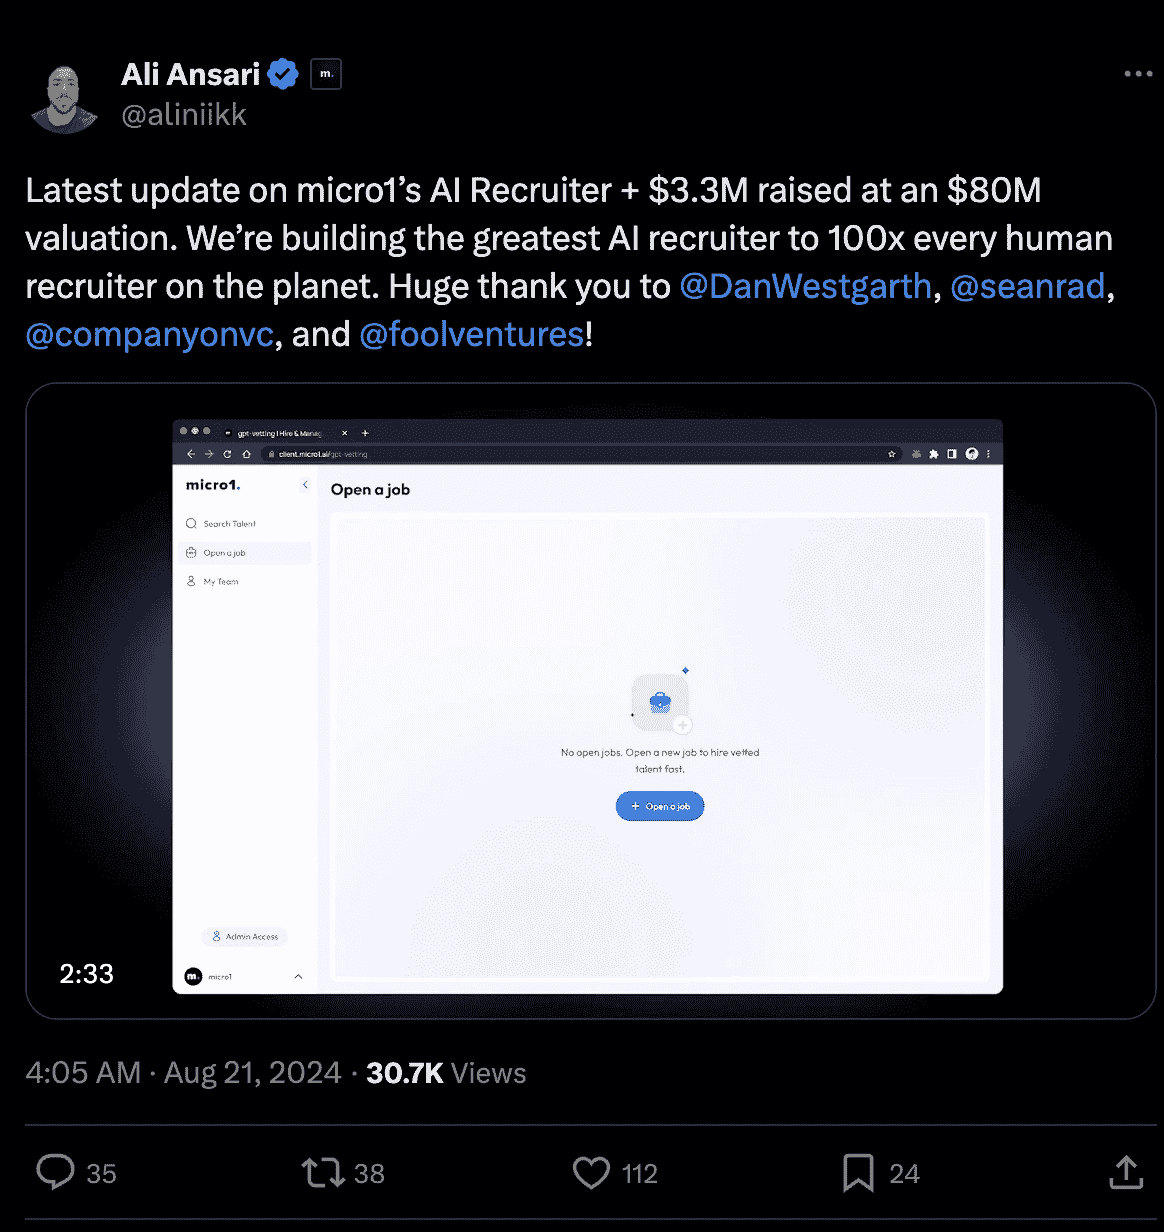 Ali Ansari m.
@aliniikk
Latest update on micro1’s AI Recruiter + $3.3M raised at an $80M
valuation. We’re building the greatest AI recruiter to 100x every human
recruiter on the planet. Huge thank you to @DanWestgarth, @seanrad,
@companyonvc, and @foolventures!
gpt-vetting | Hire & Manag
client.micro1.ai/gpt-vetting
micro1.
Open a job
Search Talent
Open a job
My Team
No open jobs. Open a new job to hire vetted
talent fast.
+ Open a job
Admin Access
m. micro1
2:33
4:05 AM · Aug 21, 2024 · 30.7K Views
35 38 112 24